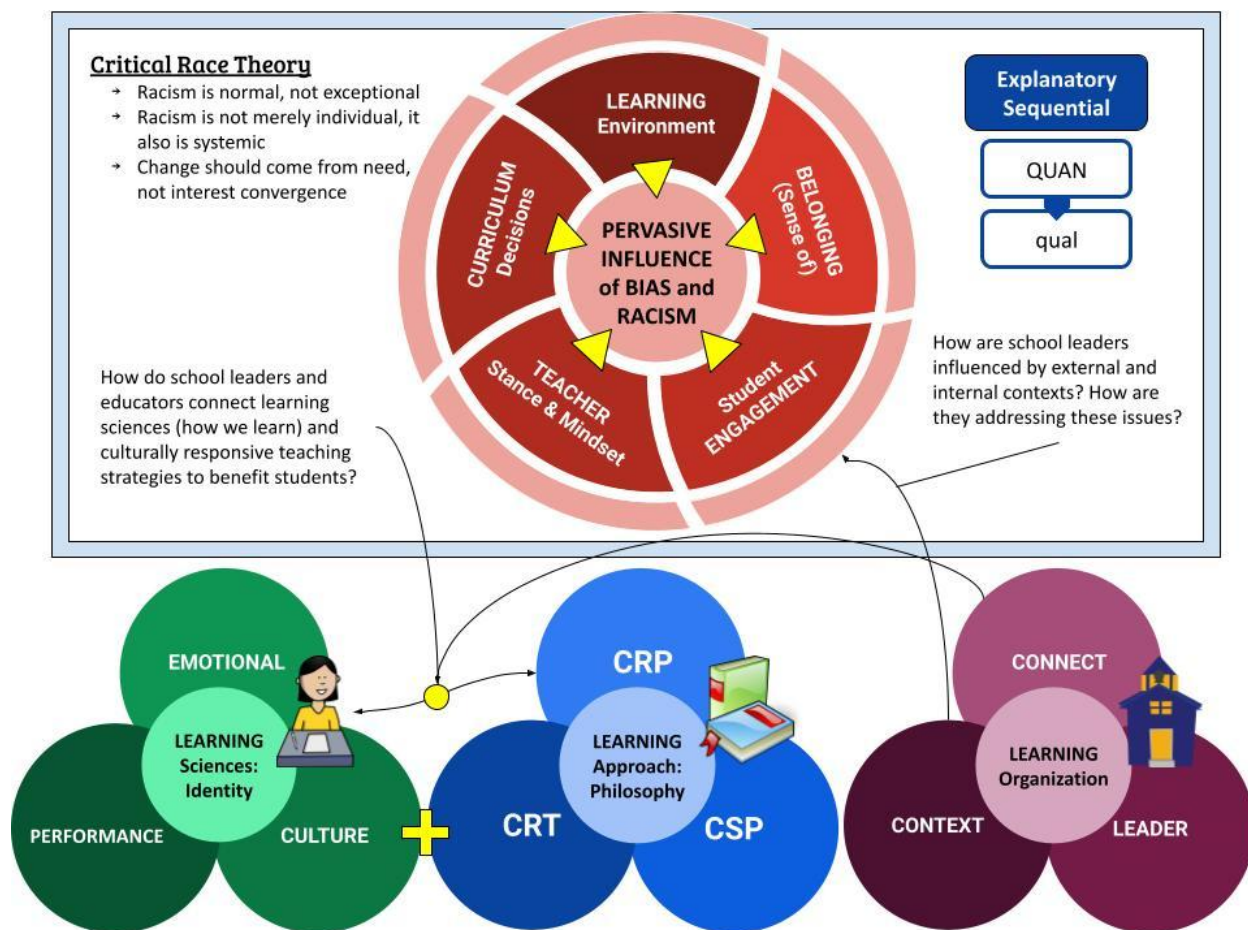 Critical Race Theory
→ Racism is normal, not exceptional
→ Racism is not merely individual, it
also is systemic
→ Change should come from need,
not interest convergence
LEARNING
Environment
BELONGING
(Sense of)
Student
ENGAGEMENT
TEACHER
Stance & Mindset
CURRICULUM
Decisions
PERVASIVE
INFLUENCE
of BIAS and
RACISM
Explanatory
Sequential
QUAN
qual
How do school leaders and
educators connect learning
sciences (how we learn) and
culturally responsive teaching
strategies to benefit students?
How are school leaders
influenced by external and
internal contexts? How are
they addressing these issues?
EMOTIONAL
LEARNING
Sciences:
Identity
PERFORMANCE
CULTURE
CRP
LEARNING
Approach:
Philosophy
CRT
CSP
CONNECT
LEARNING
Organization
CONTEXT
LEADER